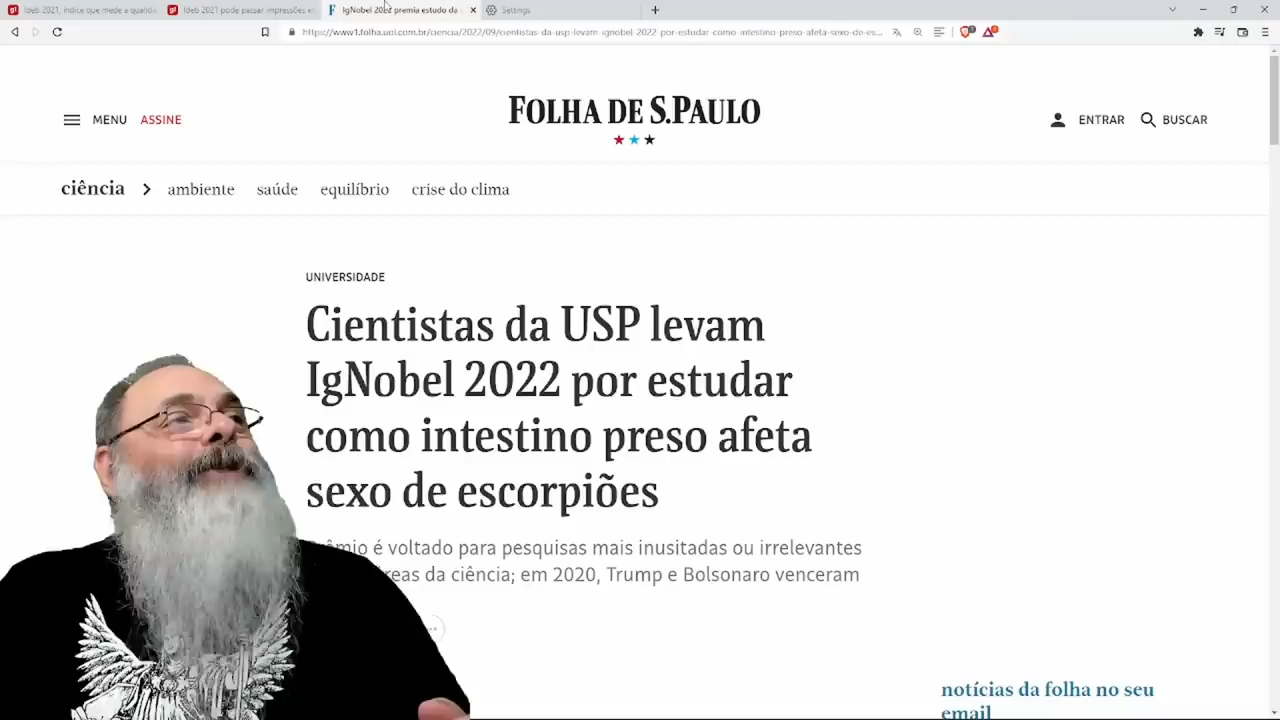 Ideb 2021, índice que mede a qualid
Ideb 2021 pode passar impressões e
IgNobel 2022 premia estudo da
Settings
https://www1.folha.uol.com.br/ciencia/2022/09/cientistas-da-usp-levam-ignobel-2022-por-estudar-como-intestino-preso-afeta-sexo-de-es...
MENU ASSINE
FOLHA DE S.PAULO
ENTRAR BUSCAR
ciência ambiente saúde equilíbrio crise do clima
UNIVERSIDADE
Cientistas da USP levam
IgNobel 2022 por estudar
como intestino preso afeta
sexo de escorpiões
é voltado para pesquisas mais inusitadas ou irrelevantes
da ciência; em 2020, Trump e Bolsonaro venceram
notícias da folha no seu
email